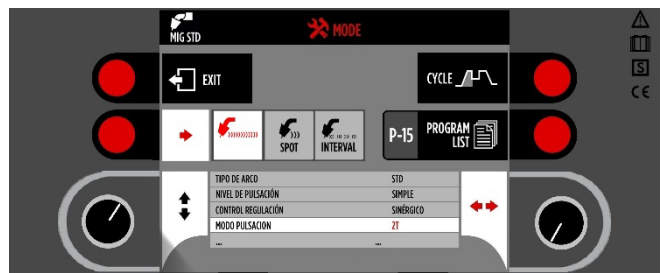 MIG STD
MODE
EXIT
CYCLE
SPOT
INTERVAL
P-15
PROGRAM
LIST
TIPO DE ARCO STD
NIVEL DE PULSACIÓN SIMPLE
CONTROL REGULACIÓN SINÉRGICO
MODO PULSACION 2T
... ...
S
CE